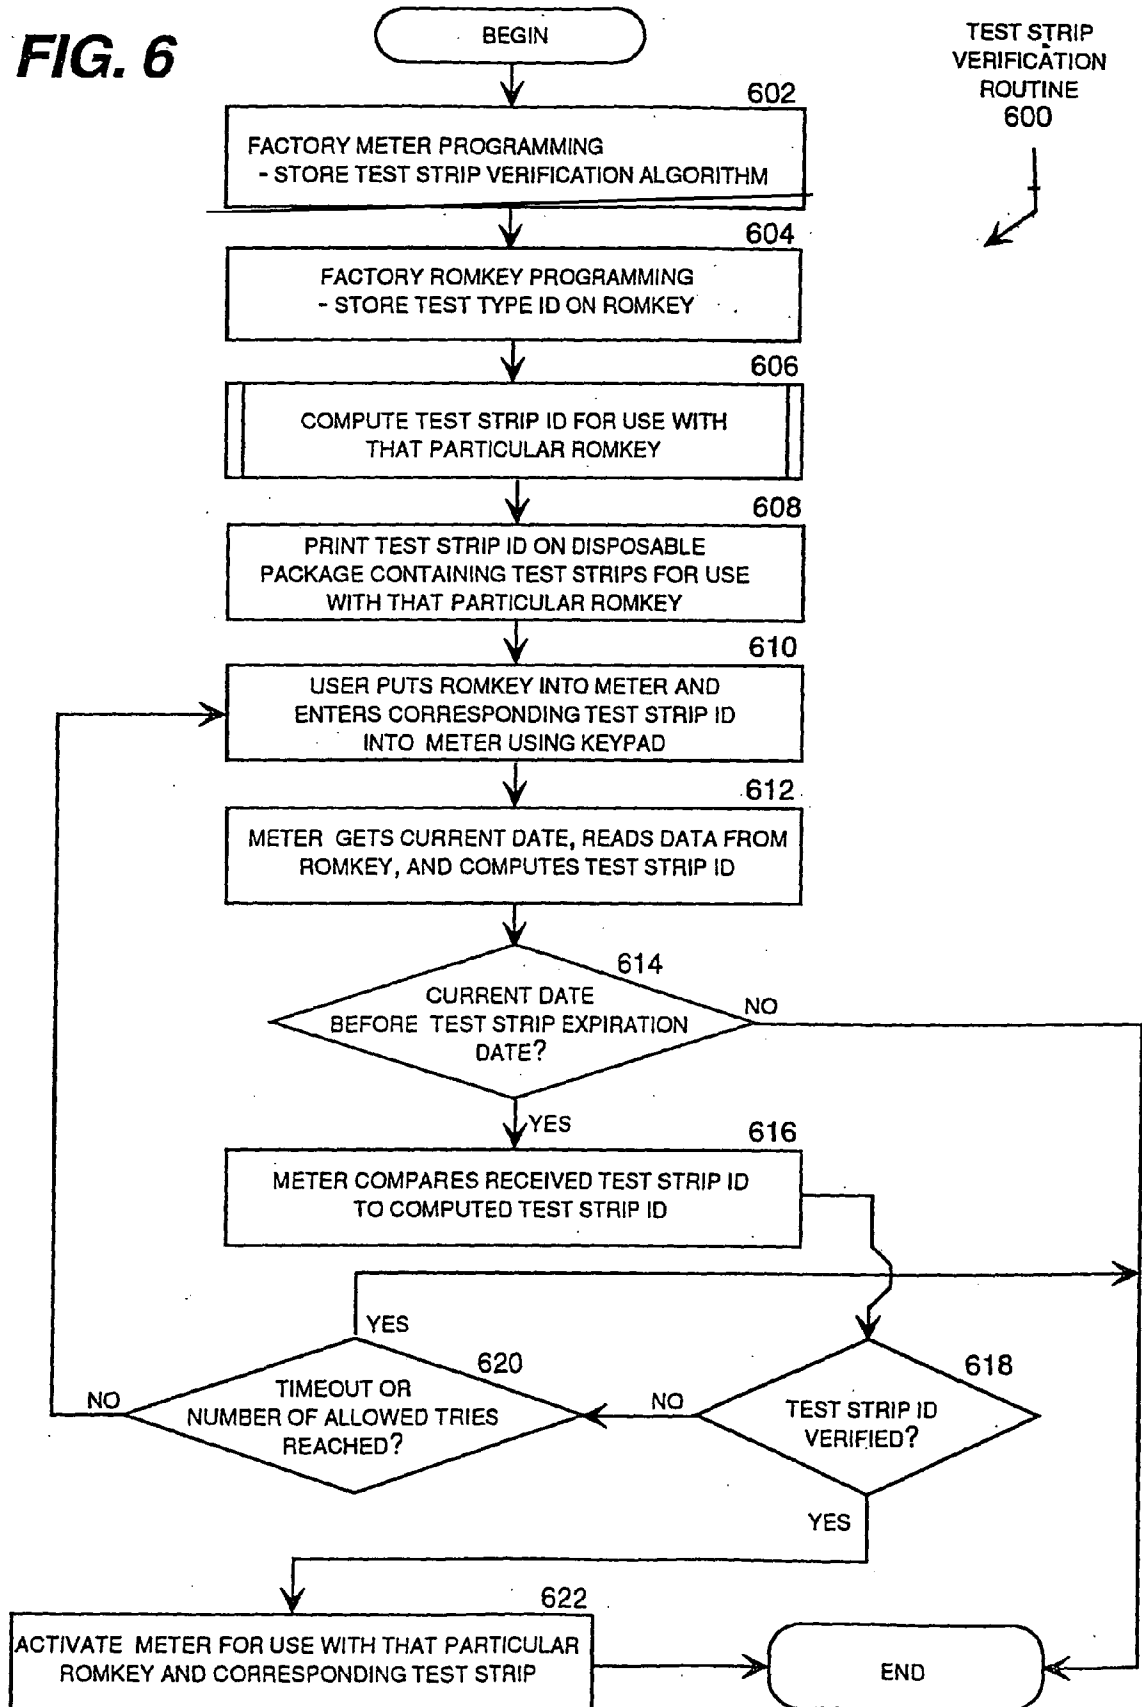 FIG. 6
BEGIN
TEST STRIP
VERIFICATION
ROUTINE
600
602
FACTORY METER PROGRAMMING
- STORE TEST STRIP VERIFICATION ALGORITHM
604
FACTORY ROMKEY PROGRAMMING
- STORE TEST TYPE ID ON ROMKEY
606
COMPUTE TEST STRIP ID FOR USE WITH
THAT PARTICULAR ROMKEY
608
PRINT TEST STRIP ID ON DISPOSABLE
PACKAGE CONTAINING TEST STRIPS FOR USE
WITH THAT PARTICULAR ROMKEY
610
USER PUTS ROMKEY INTO METER AND
ENTERS CORRESPONDING TEST STRIP ID
INTO METER USING KEYPAD
612
METER GETS CURRENT DATE, READS DATA FROM
ROMKEY, AND COMPUTES TEST STRIP ID
614
CURRENT DATE
BEFORE TEST STRIP EXPIRATION
DATE?
NO
YES
616
METER COMPARES RECEIVED TEST STRIP ID
TO COMPUTED TEST STRIP ID
YES
620
TIMEOUT OR
NUMBER OF ALLOWED TRIES
REACHED?
NO
NO
618
TEST STRIP ID
VERIFIED?
YES
622
ACTIVATE METER FOR USE WITH THAT PARTICULAR
ROMKEY AND CORRESPONDING TEST STRIP
END